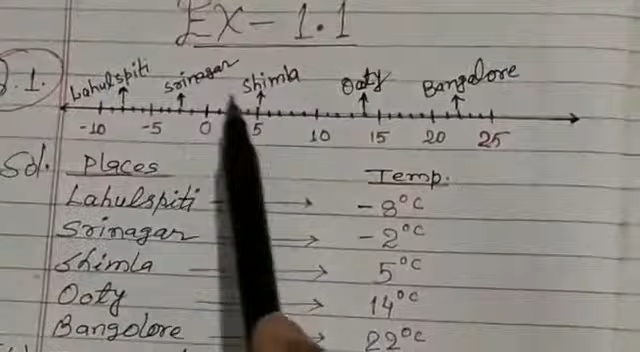 Ex-1.1
Q.1.
Lahulspiti Srinagar Shimla Ooty Bangalore
-10 -5 0 5 10 15 20 25
Sol. Places Temp.
Lahulspiti → -8°C
Srinagar → -2°C
Shimla → 5°C
Ooty → 14°C
Bangolore → 22°C